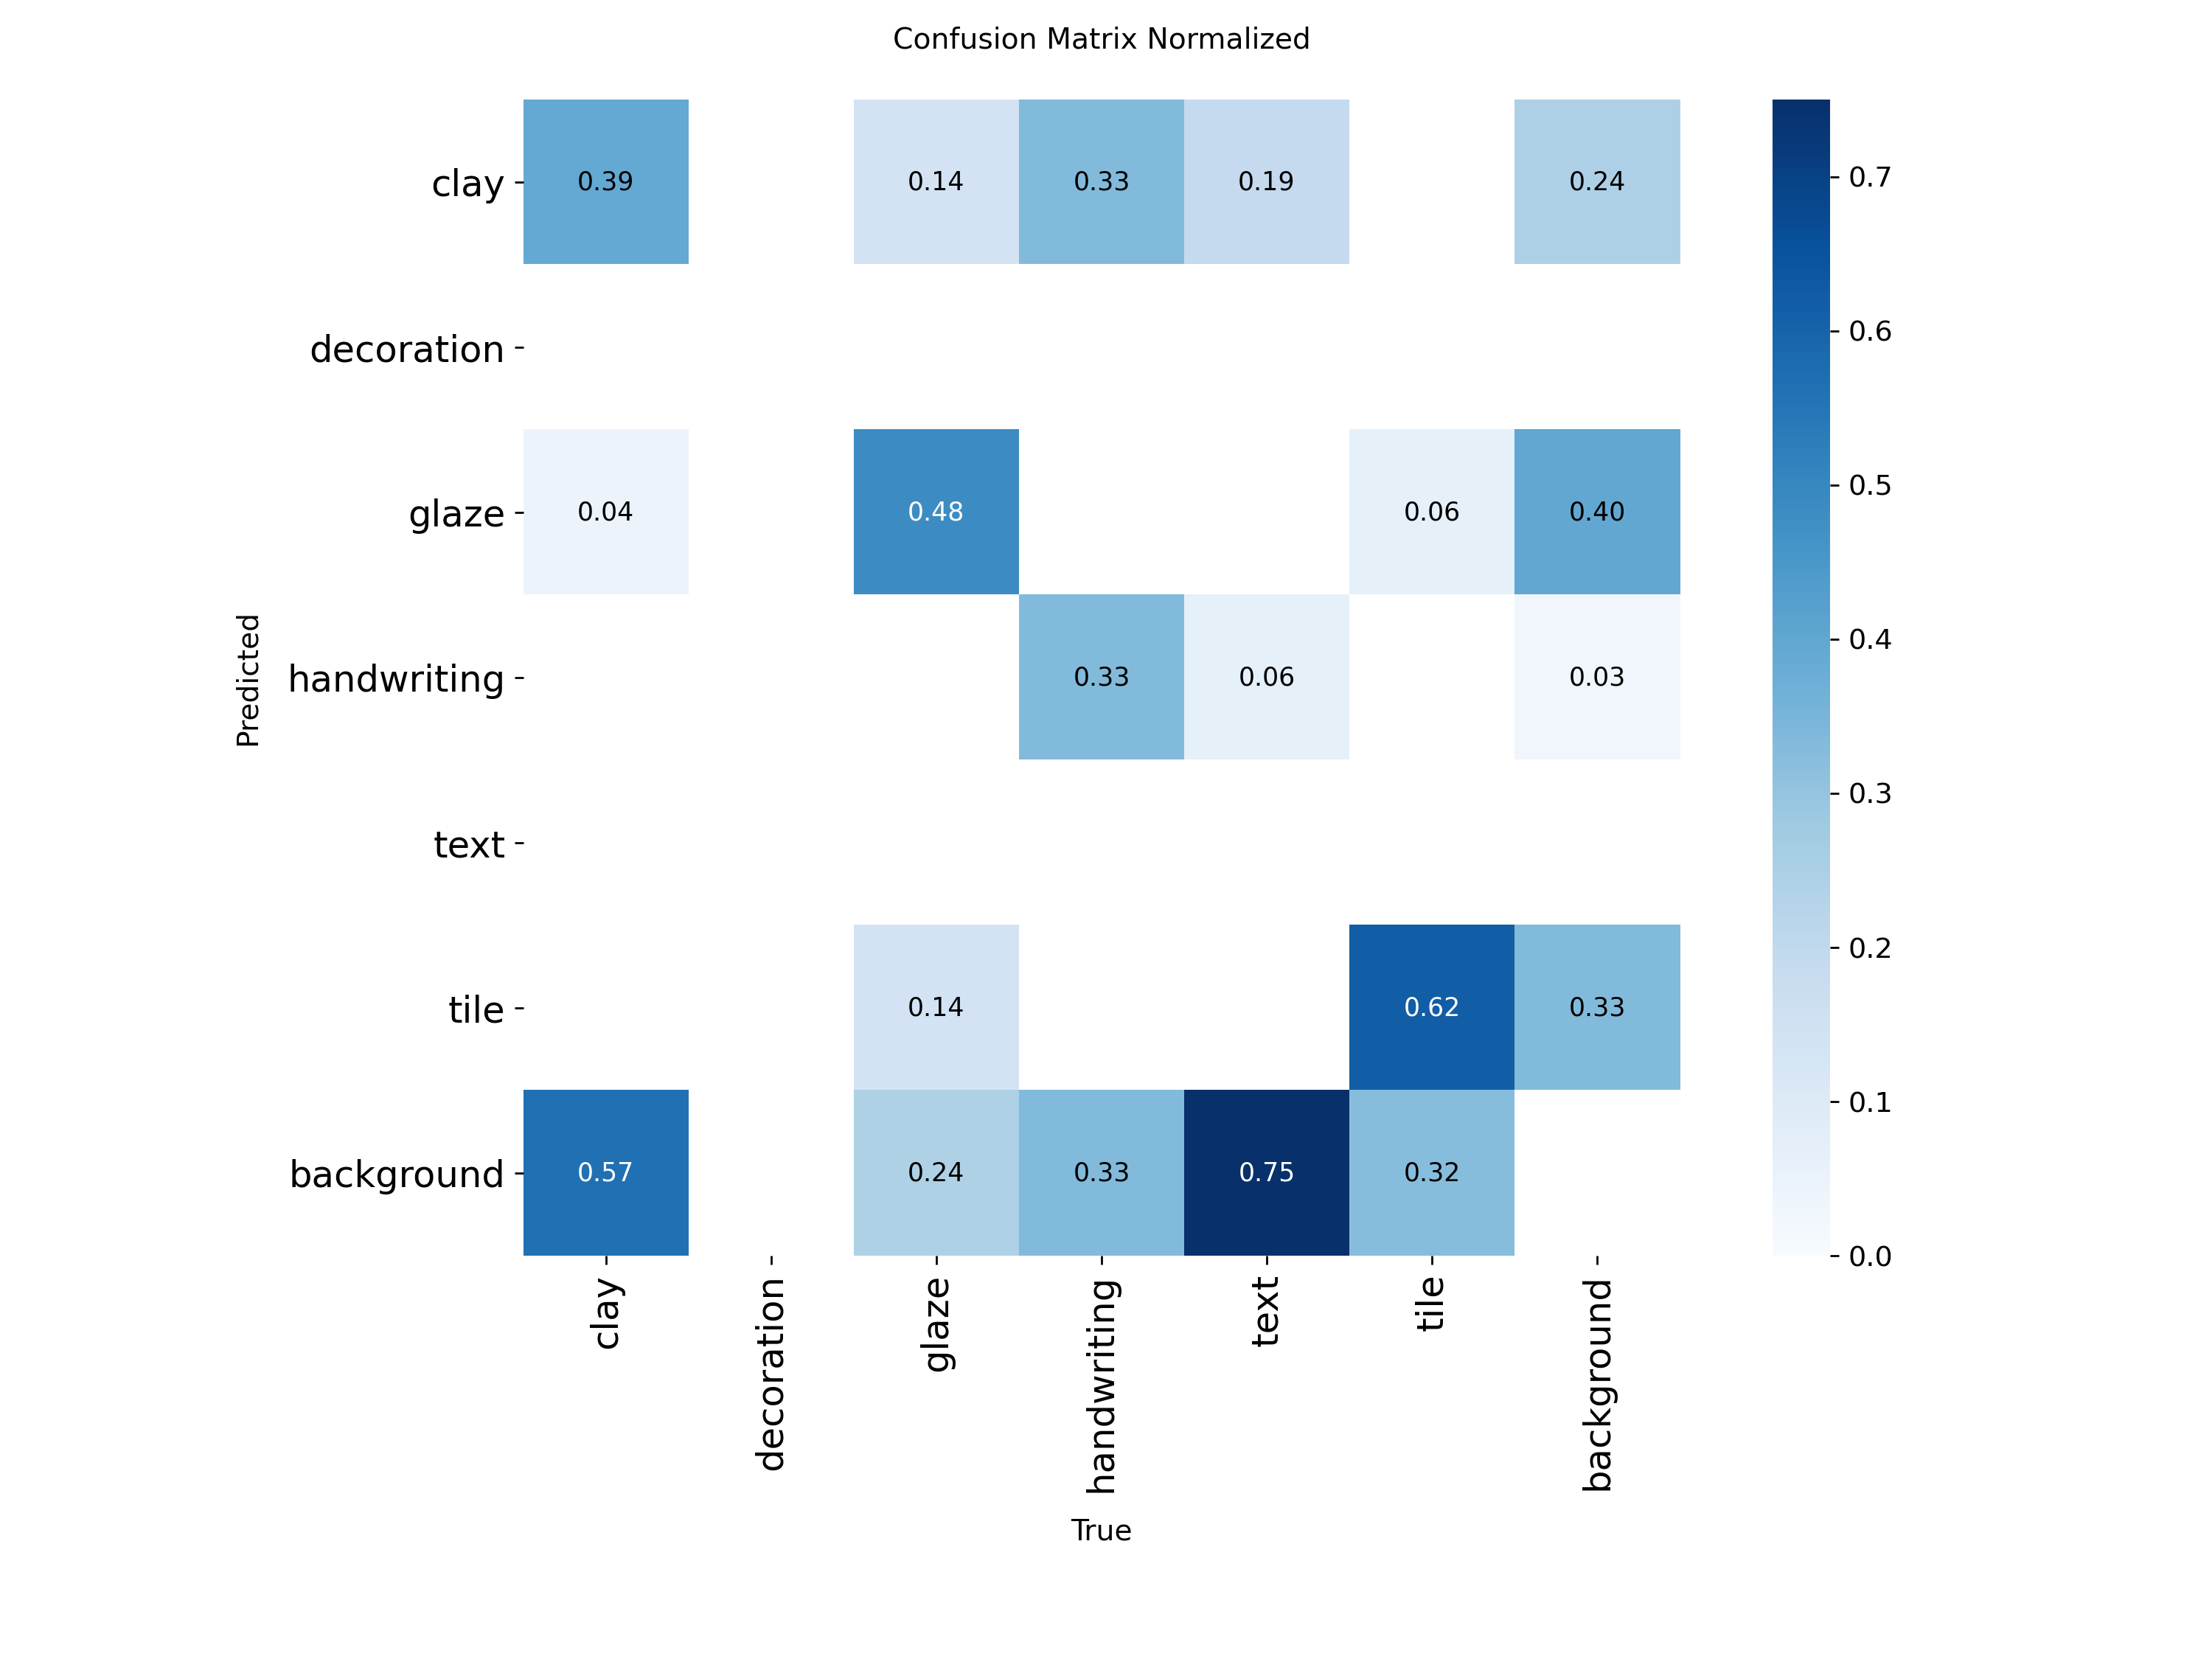 Confusion Matrix Normalized
clay 0.39 0.14 0.33 0.19 0.24
decoration
glaze 0.04 0.48 0.06 0.40
handwriting 0.33 0.06 0.03
text
tile 0.14 0.62 0.33
background 0.57 0.24 0.33 0.75 0.32
Predicted
clay decoration glaze handwriting text tile background
True
0.7
0.6
0.5
0.4
0.3
0.2
0.1
0.0